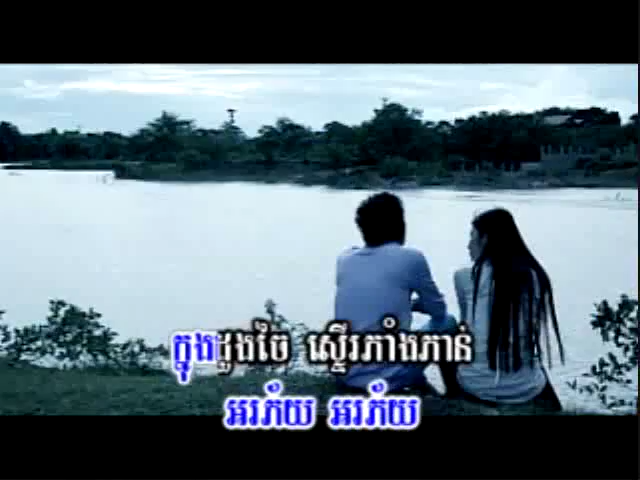 ក្នុងដួងចៃ ស្ទើរភាំងភាន់
អរភ័យ អរភ័យ